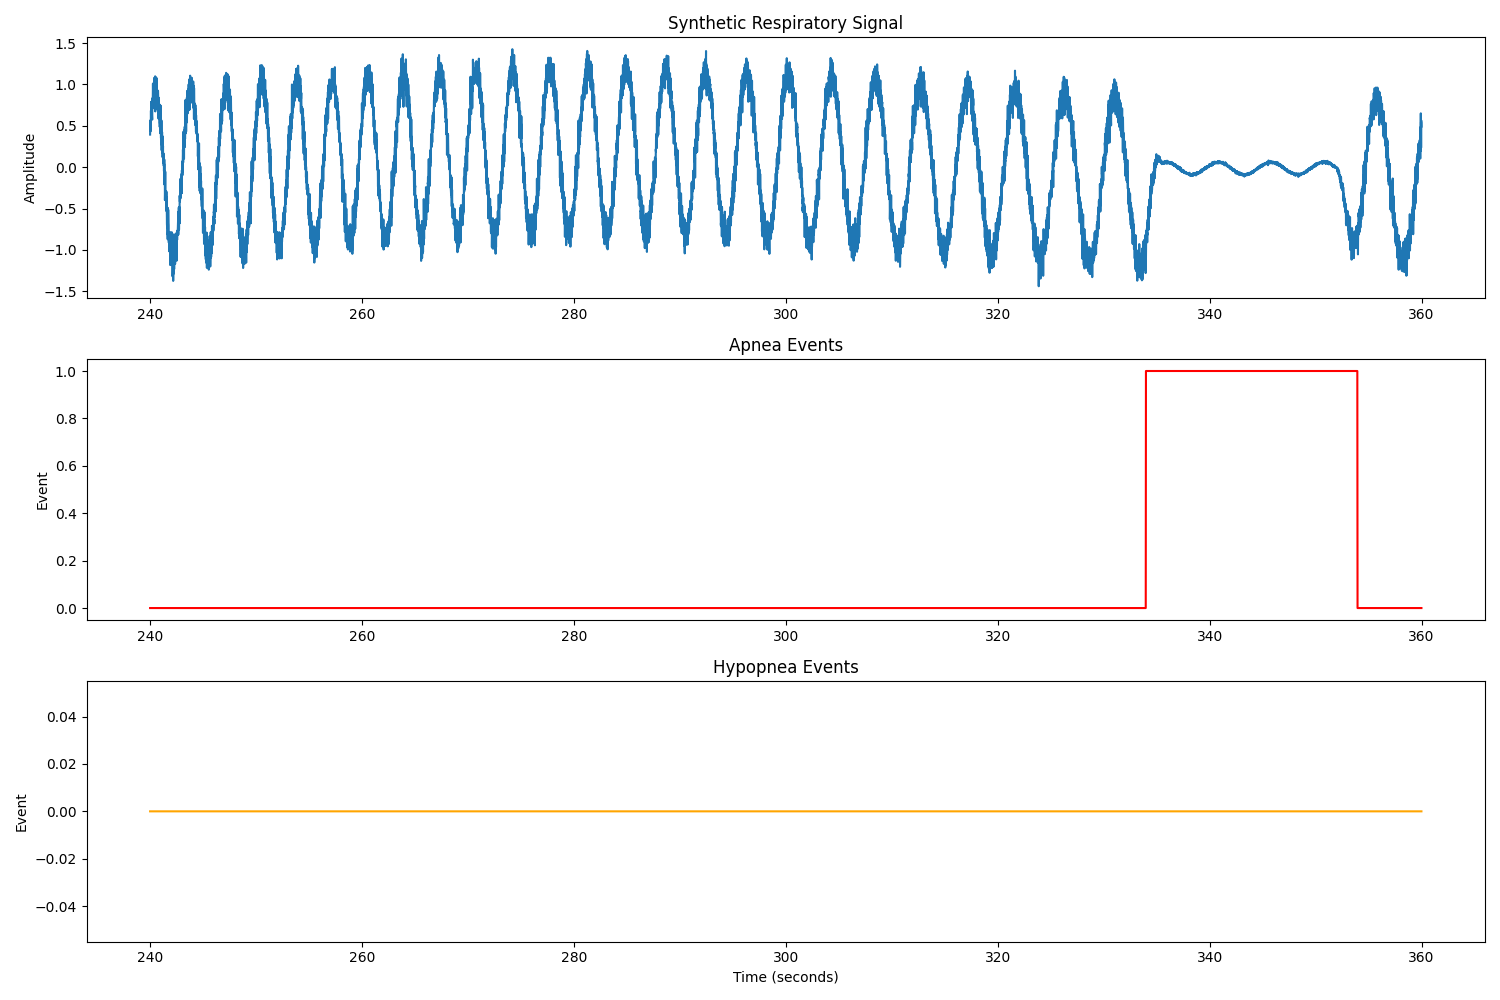 Synthetic Respiratory Signal
1.5
1.0
0.5
0.0
−0.5
−1.0
−1.5
Amplitude
240 260 280 300 320 340 360
Apnea Events
1.0
0.8
0.6
0.4
0.2
0.0
Event
240 260 280 300 320 340 360
Hypopnea Events
0.04
0.02
0.00
−0.02
−0.04
Event
240 260 280 300 320 340 360
Time (seconds)